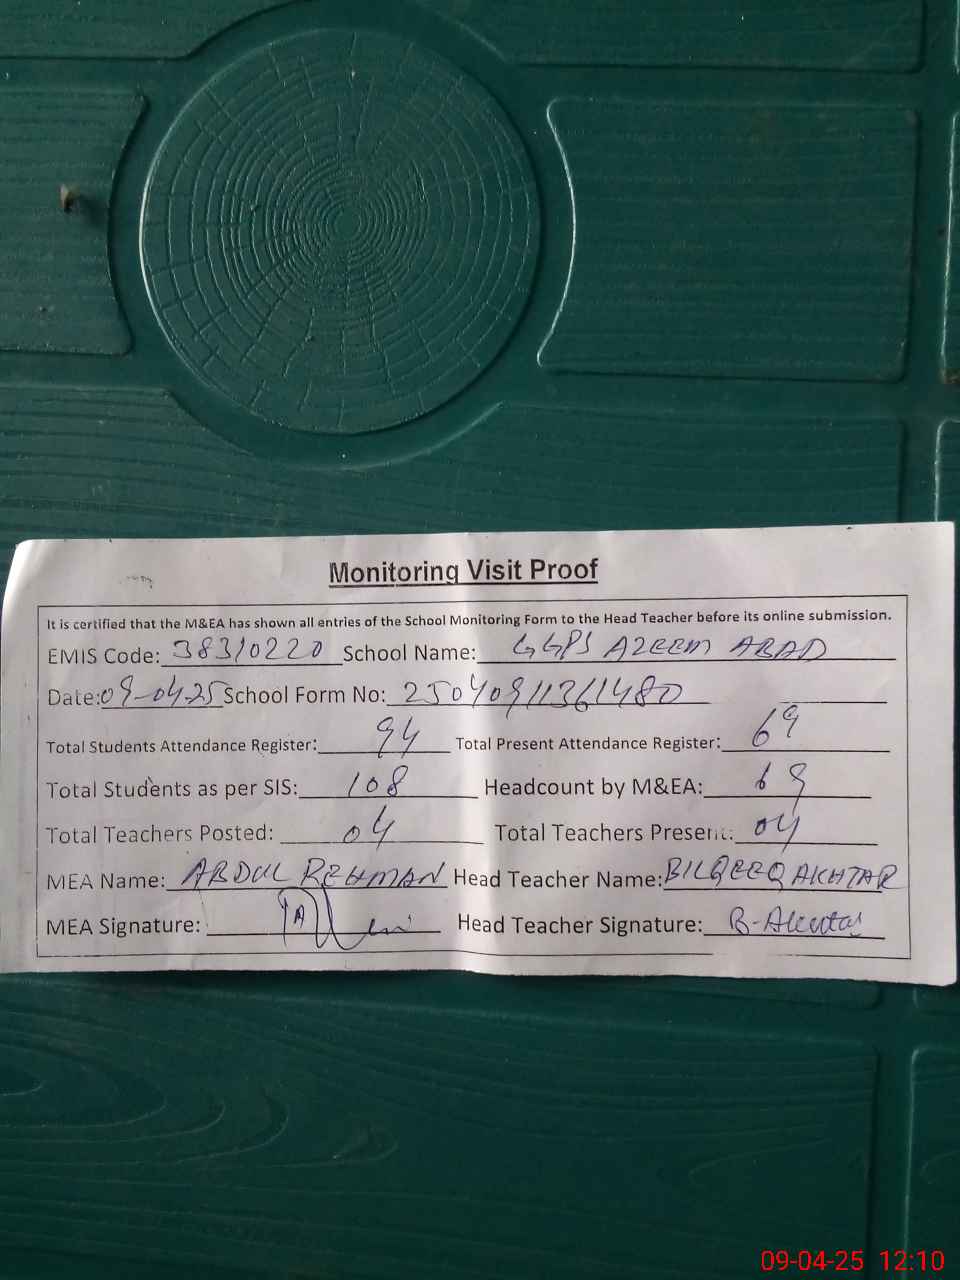 Monitoring Visit Proof
It is certified that the M&EA has shown all entries of the School Monitoring Form to the Head Teacher before its online submission.
EMIS Code: 38310220 School Name: GGPS AZEEM ABAD
Date: 09-04-25 School Form No: 25040911361480
Total Students Attendance Register: 94 Total Present Attendance Register: 69
Total Students as per SIS: 108 Headcount by M&EA: 69
Total Teachers Posted: 04 Total Teachers Present: 04
MEA Name: ABDUL REHMAN Head Teacher Name: BILQEEQ AKHTAR
MEA Signature: Head Teacher Signature: B-Akhtar
09-04-25 12:10